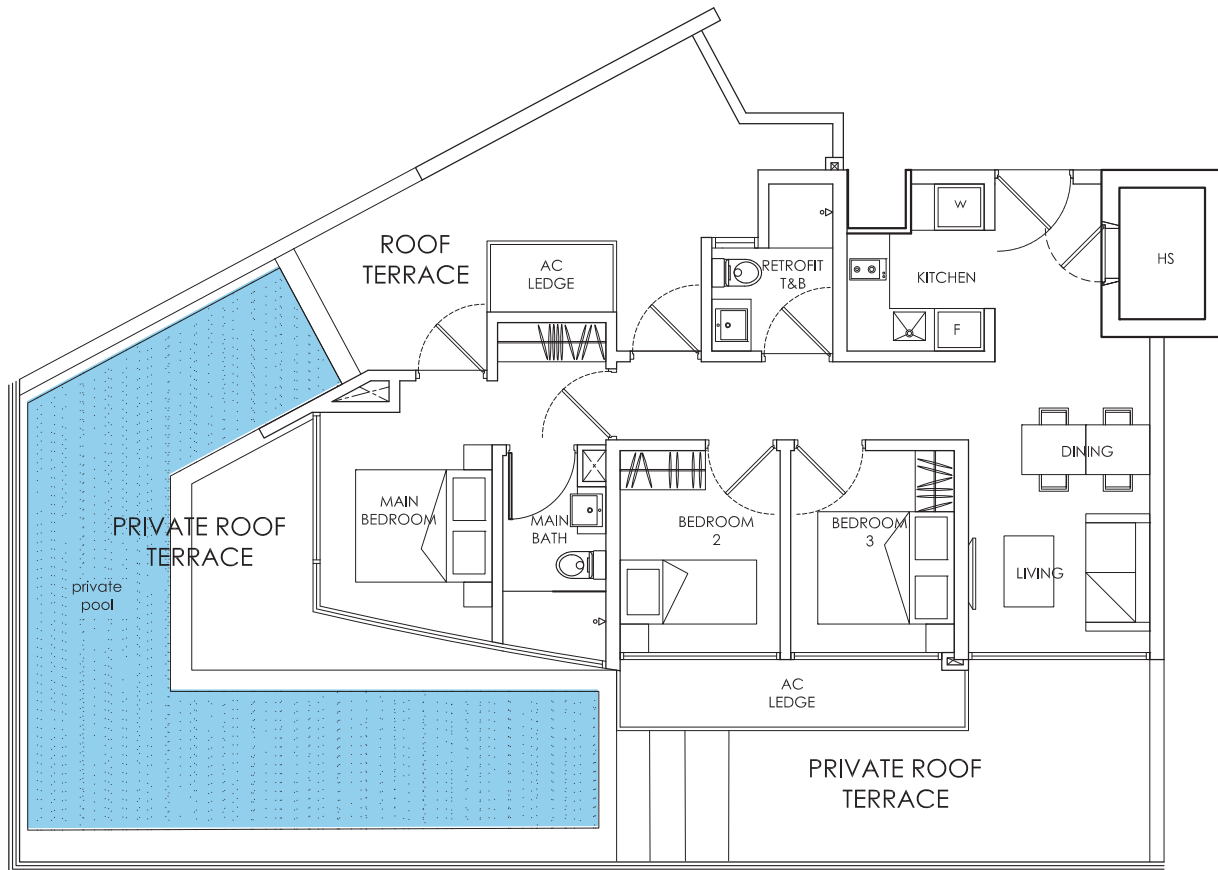 ROOF
TERRACE
AC
LEDGE
RETROFIT
T&B
W
KITCHEN
F
HS
DINING
LIVING
MAIN
BEDROOM
MAIN
BATH
BEDROOM
2
BEDROOM
3
PRIVATE ROOF
TERRACE
private
pool
AC
LEDGE
PRIVATE ROOF
TERRACE